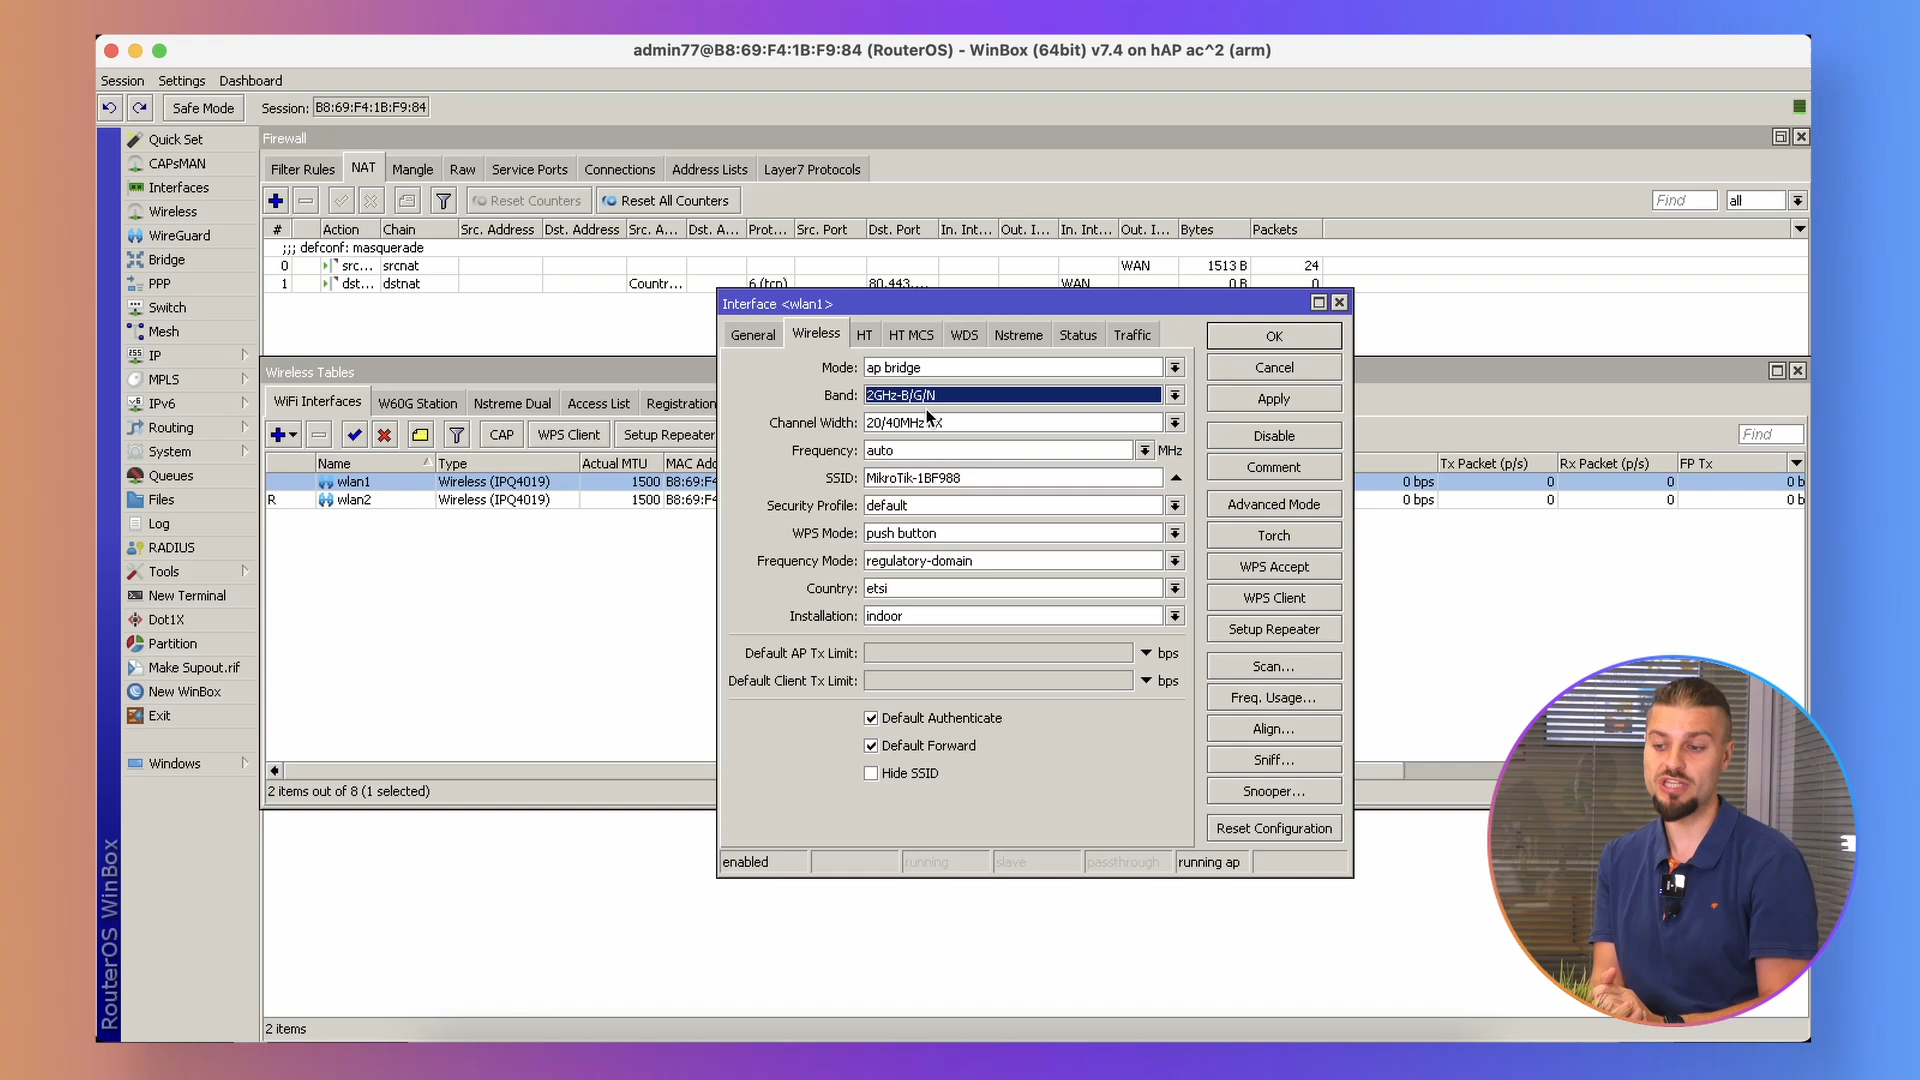 admin77@B8:69:F4:1B:F9:84 (RouterOS) - WinBox (64bit) v7.4 on hAP ac^2 (arm)
Session Settings Dashboard
Safe Mode Session: B8:69:F4:1B:F9:84
Quick Set
CAPsMAN
Interfaces
Wireless
WireGuard
Bridge
PPP
Switch
Mesh
IP
MPLS
IPv6
Routing
System
Queues
Files
Log
RADIUS
Tools
New Terminal
Dot1X
Partition
Make Supout.rif
New WinBox
Exit
Windows
RouterOS WinBox
Firewall
Filter Rules NAT Mangle Raw Service Ports Connections Address Lists Layer7 Protocols
Reset Counters Reset All Counters Find all
# Action Chain Src. Address Dst. Address Src. A... Dst. A... Prot... Src. Port Dst. Port In. Int... Out. I... In. Int... Out. I... Bytes Packets
;;; defconf: masquerade
0 src... srcnat WAN 1513 B 24
1 dst... dstnat Countr... 6 (tcp) 80,443,... WAN 0 B 0
Wireless Tables
WiFi Interfaces W60G Station Nstreme Dual Access List Registration
CAP WPS Client Setup Repeater Find
Name Type Actual MTU MAC Add Tx Packet (p/s) Rx Packet (p/s) FP Tx
wlan1 Wireless (IPQ4019) 1500 B8:69:F4 0 bps 0 0 0 b
R wlan2 Wireless (IPQ4019) 1500 B8:69:F4 0 bps 0 0 0 b
2 items out of 8 (1 selected)
2 items
Interface <wlan1>
General Wireless HT HT MCS WDS Nstreme Status Traffic
Mode: ap bridge
Band: 2GHz-B/G/N
Channel Width: 20/40MHz
Frequency: auto MHz
SSID: MikroTik-1BF988
Security Profile: default
WPS Mode: push button
Frequency Mode: regulatory-domain
Country: etsi
Installation: indoor
Default AP Tx Limit: bps
Default Client Tx Limit: bps
Default Authenticate
Default Forward
Hide SSID
OK
Cancel
Apply
Disable
Comment
Advanced Mode
Torch
WPS Accept
WPS Client
Setup Repeater
Scan...
Freq. Usage...
Align...
Sniff...
Snooper...
Reset Configuration
enabled running slave passthrough running ap